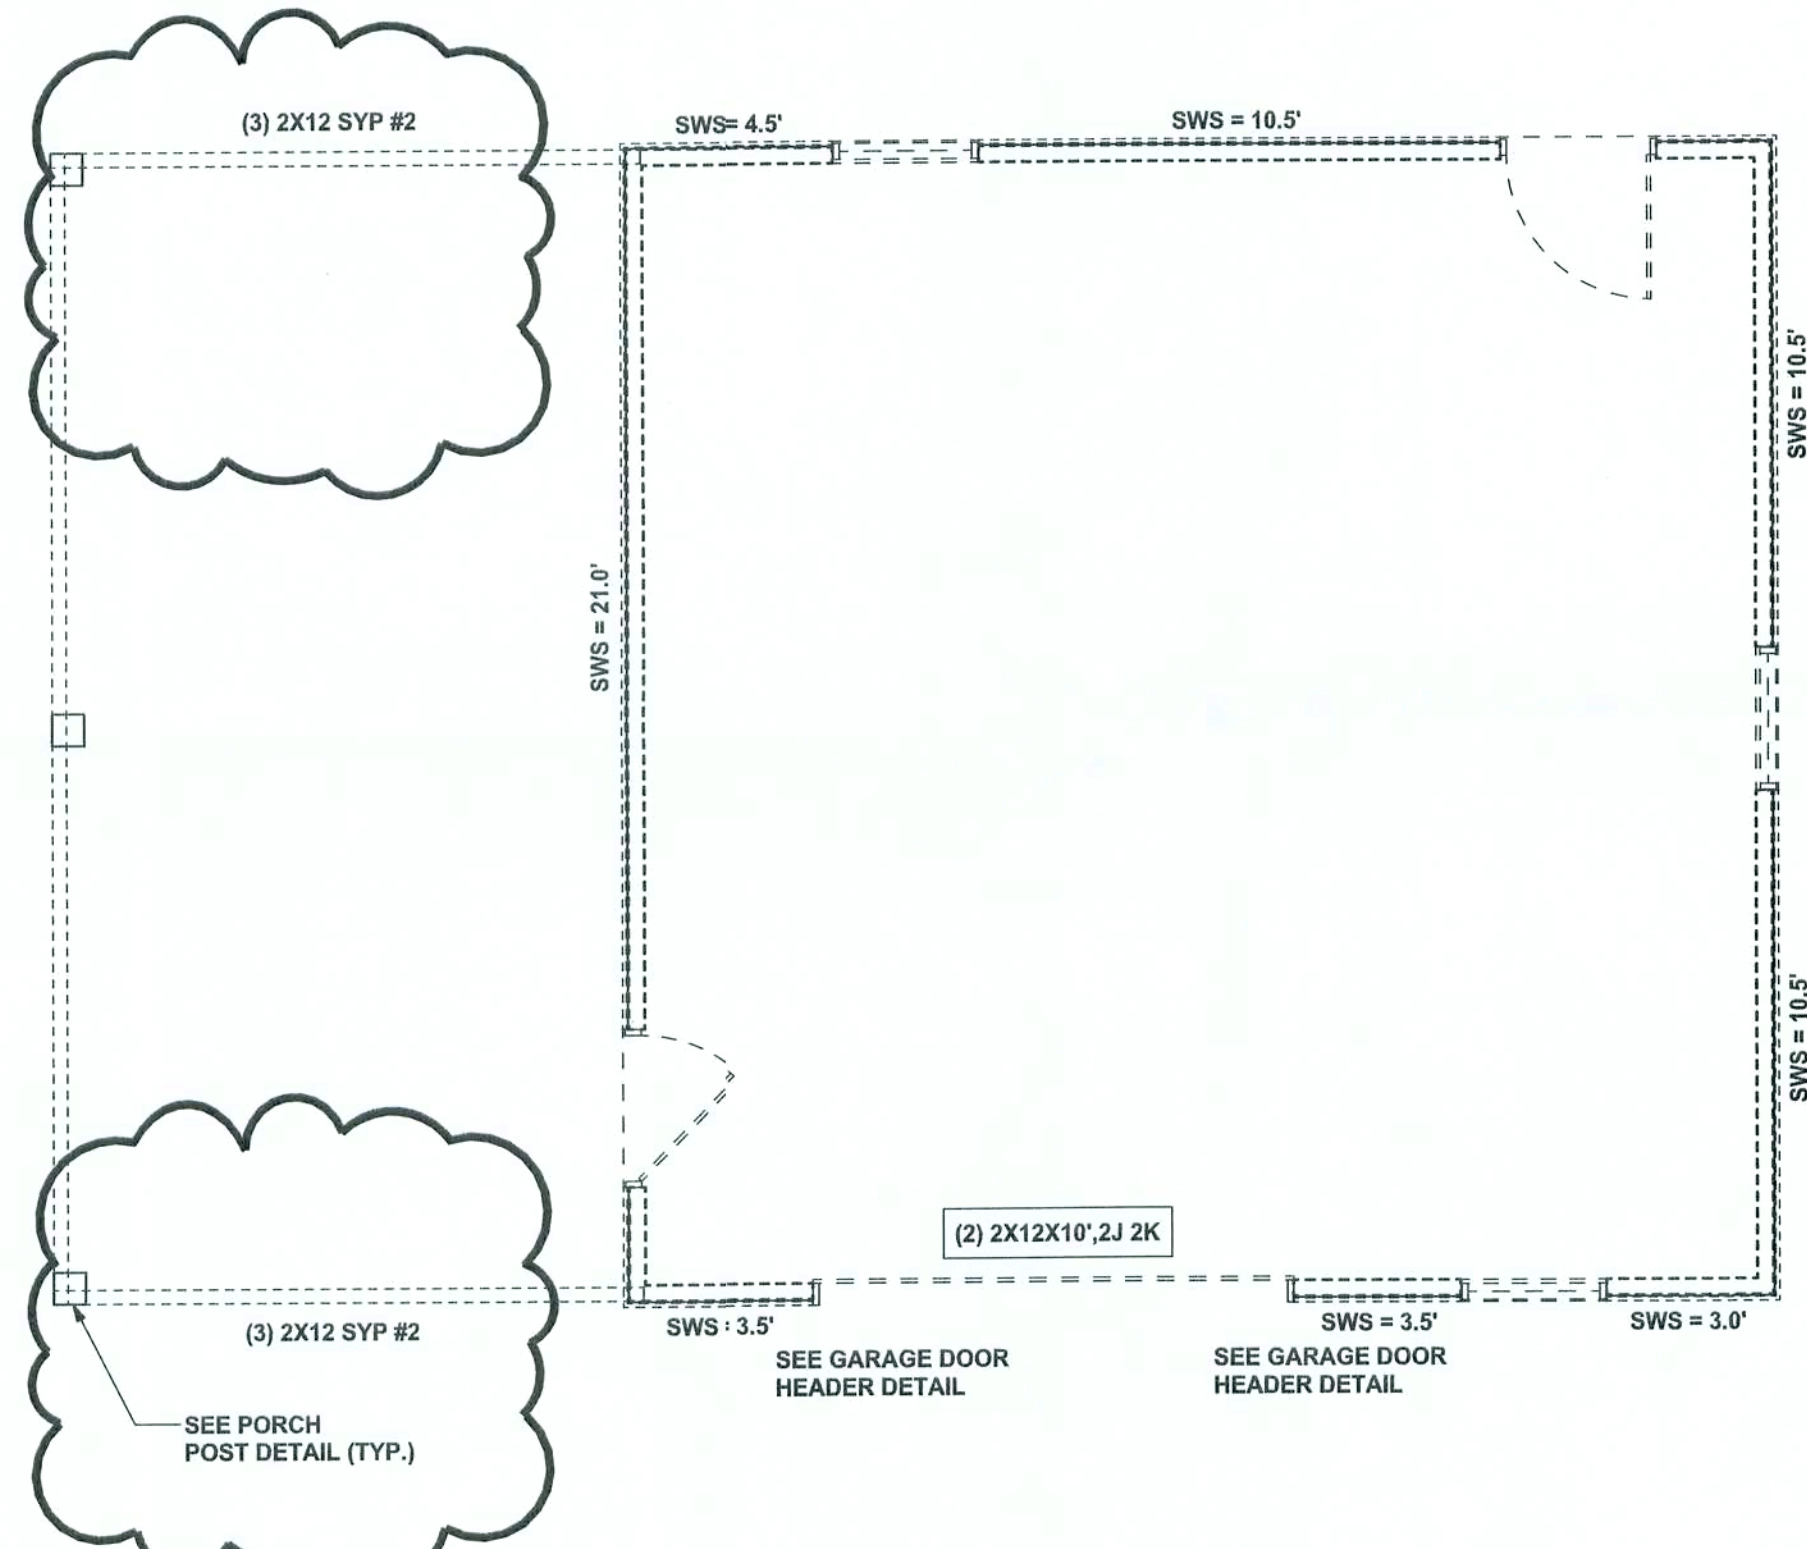 (3) 2X12 SYP #2
SWS= 4.5'
SWS = 10.5'
SWS = 10.5'
SWS = 21.0'
SWS = 10.5'
(2) 2X12X10',2J 2K
(3) 2X12 SYP #2
SWS : 3.5'
SWS = 3.5'
SWS = 3.0'
SEE GARAGE DOOR
HEADER DETAIL
SEE GARAGE DOOR
HEADER DETAIL
SEE PORCH
POST DETAIL (TYP.)